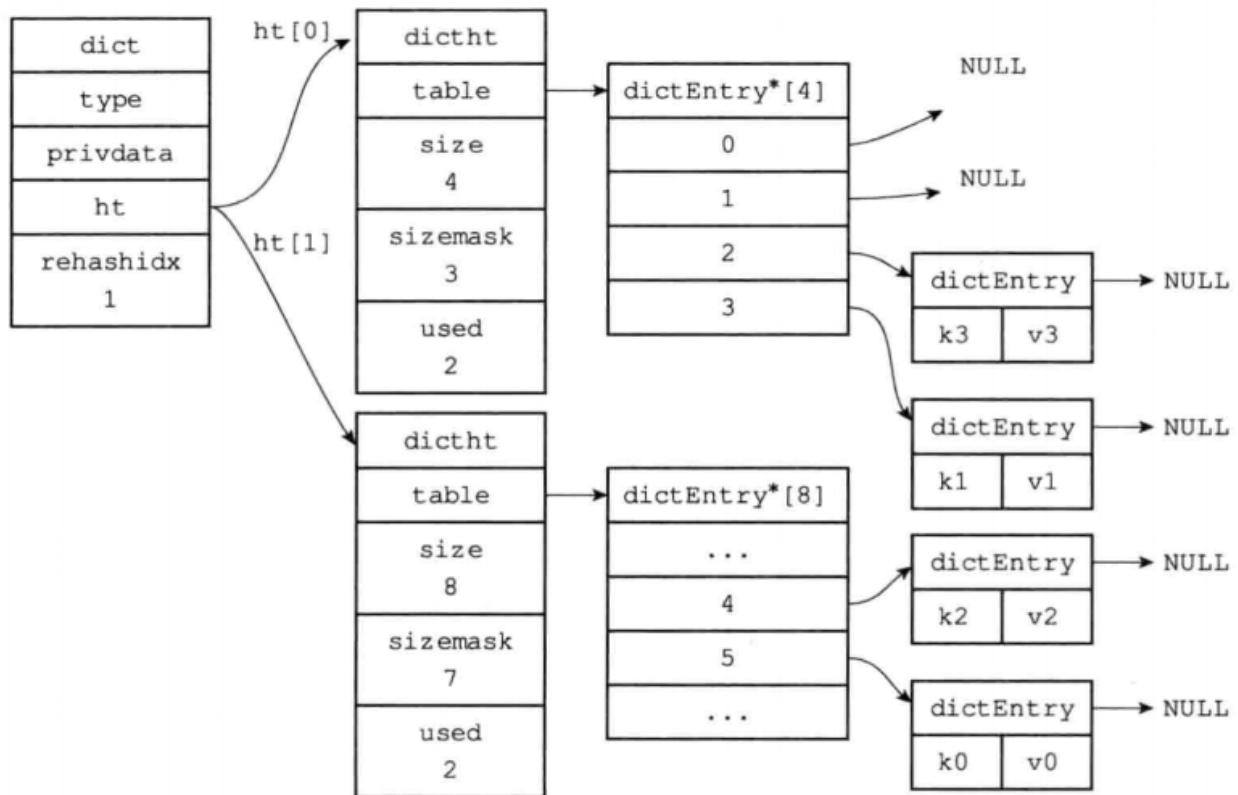 dict
type
privdata
ht
rehashidx
1
ht[0]
ht[1]
dictht
table
size
4
sizemask
3
used
2
dictEntry*[4]
0
1
2
3
NULL
NULL
dictEntry
NULL
k3 v3
dictEntry
NULL
k1 v1
dictht
table
size
8
sizemask
7
used
2
dictEntry*[8]
...
4
5
...
dictEntry
NULL
k2 v2
dictEntry
NULL
k0 v0